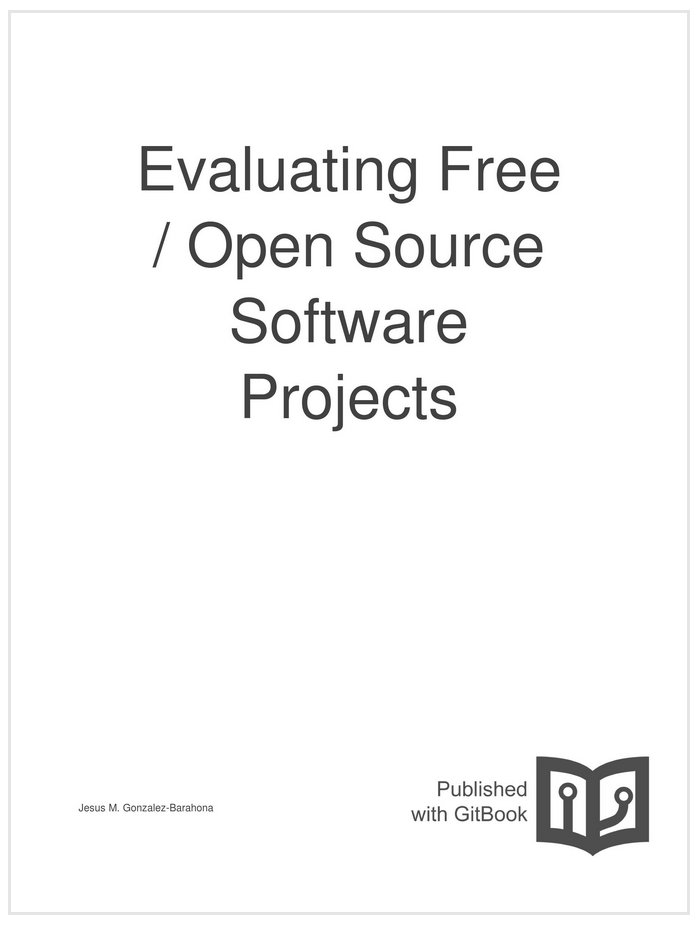 Evaluating Free
/ Open Source
Software
Projects
Jesus M. Gonzalez-Barahona
Published
with GitBook